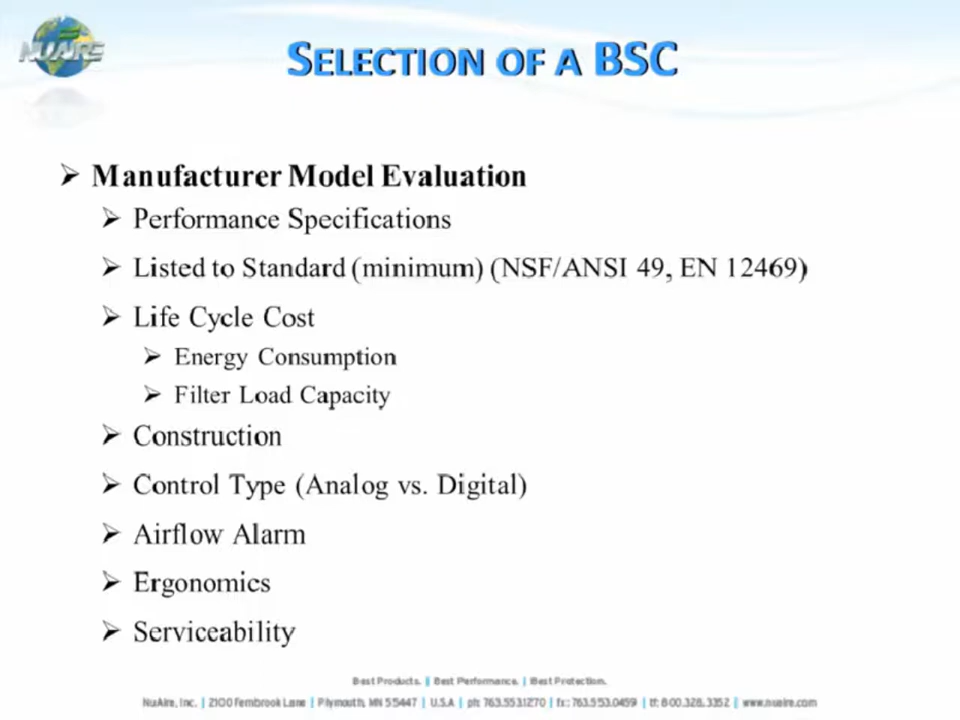 NUAIRE
SELECTION OF A BSC
Manufacturer Model Evaluation
Performance Specifications
Listed to Standard (minimum) (NSF/ANSI 49, EN 12469)
Life Cycle Cost
Energy Consumption
Filter Load Capacity
Construction
Control Type (Analog vs. Digital)
Airflow Alarm
Ergonomics
Serviceability
Best Products. | Best Performance. | Best Protection.
NuAire, Inc. | 2100 Fernbrook Lane | Plymouth, MN 55447 | U.S.A | ph: 763.553.1270 | fx: 763.553.0459 | tf: 800.328.3352 | www.nuaire.com